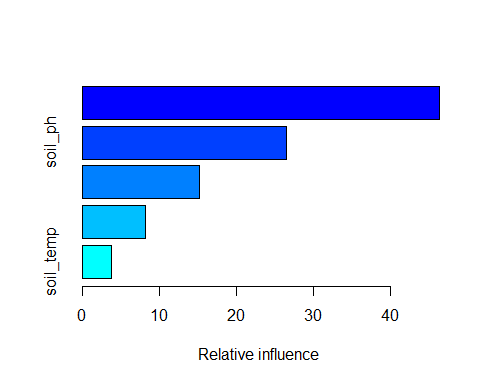 soil_ph
soil_temp
0 10 20 30 40
Relative influence